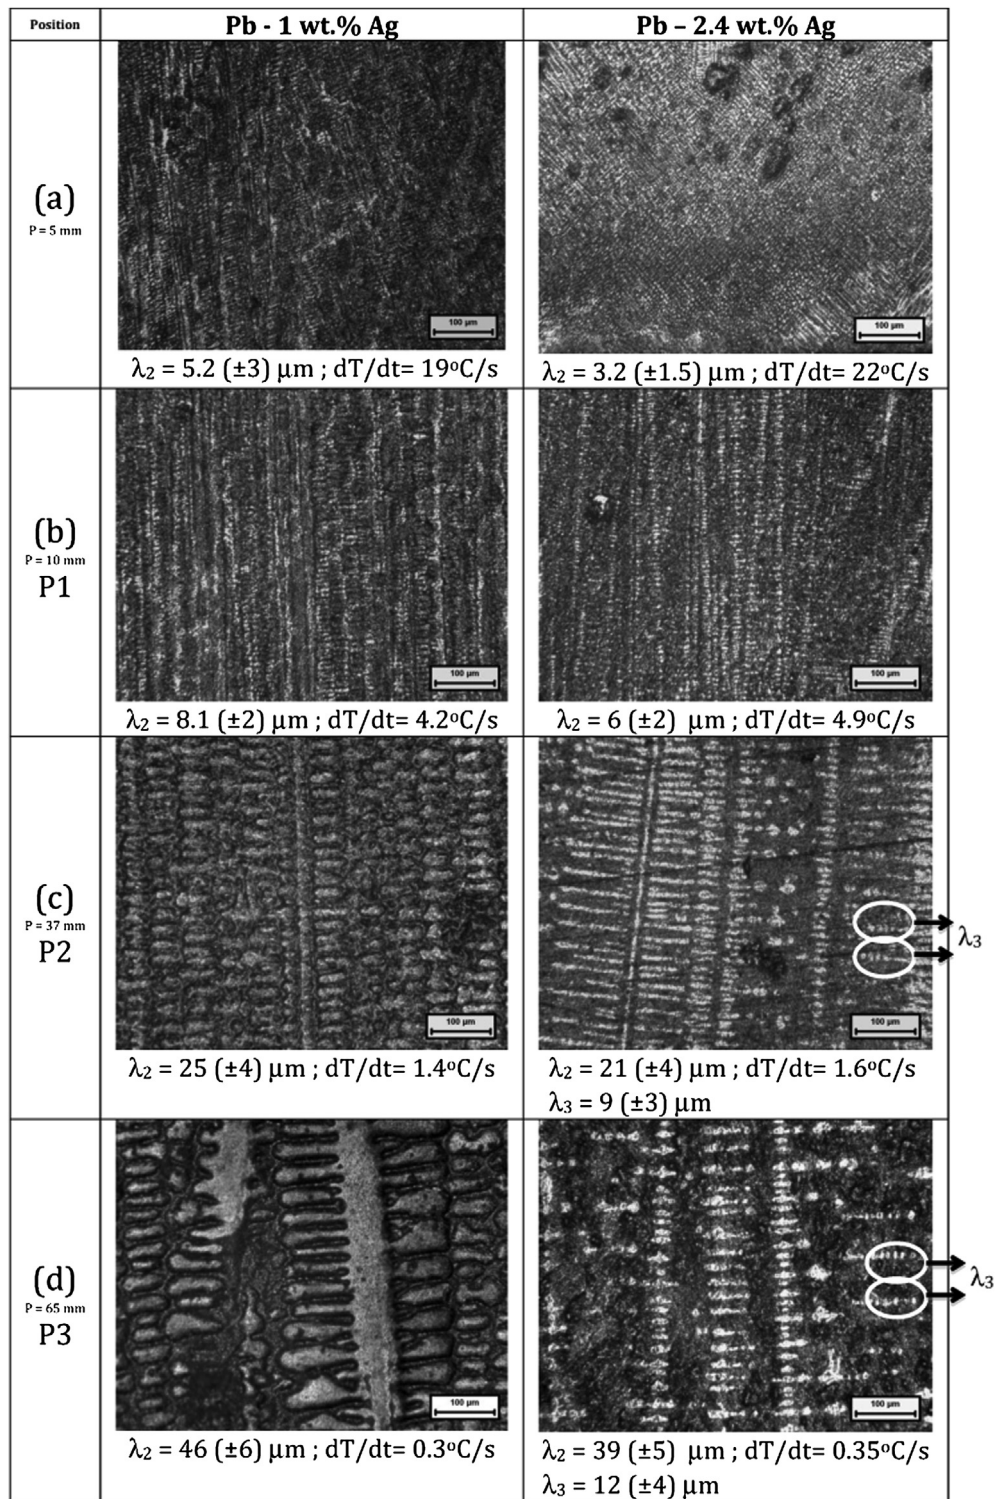 Position
Pb - 1 wt.% Ag
Pb – 2.4 wt.% Ag
(a)
P = 5 mm
100 µm
100 µm
λ₂ = 5.2 (±3) µm ; dT/dt= 19ºC/s
λ₂ = 3.2 (±1.5) µm ; dT/dt= 22ºC/s
(b)
P = 10 mm
P1
100 µm
100 µm
λ₂ = 8.1 (±2) µm ; dT/dt= 4.2ºC/s
λ₂ = 6 (±2) µm ; dT/dt= 4.9ºC/s
(c)
P = 37 mm
P2
λ₃
100 µm
100 µm
λ₂ = 25 (±4) µm ; dT/dt= 1.4ºC/s
λ₂ = 21 (±4) µm ; dT/dt= 1.6ºC/s
λ₃ = 9 (±3) µm
(d)
P = 65 mm
P3
λ₃
100 µm
100 µm
λ₂ = 46 (±6) µm ; dT/dt= 0.3ºC/s
λ₂ = 39 (±5) µm ; dT/dt= 0.35ºC/s
λ₃ = 12 (±4) µm